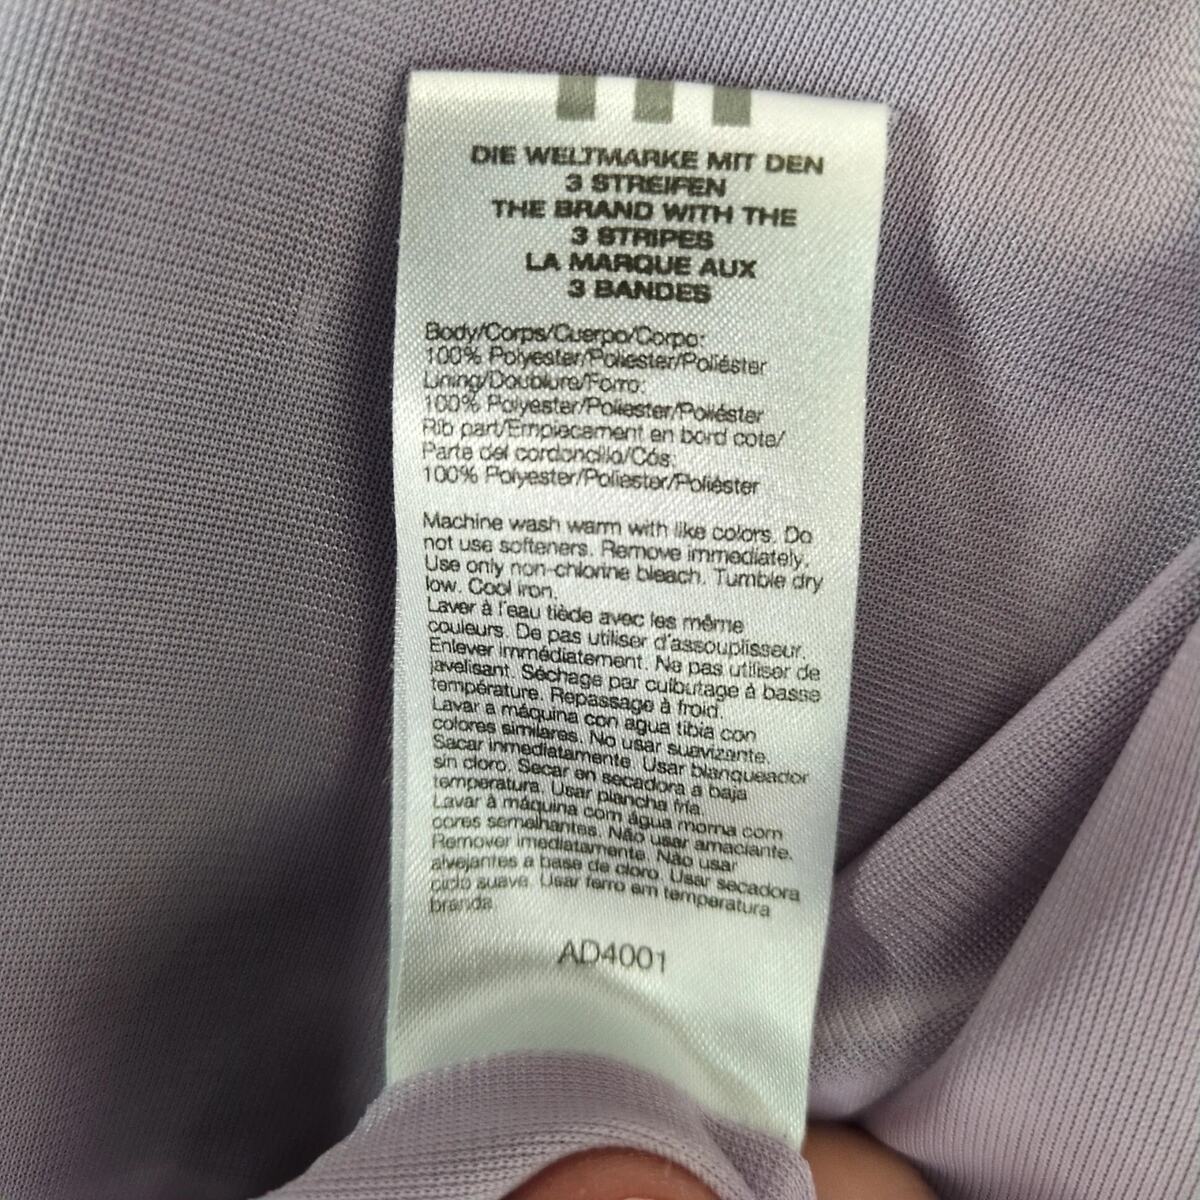 DIE WELTMARKE MIT DEN
3 STREIFEN
THE BRAND WITH THE
3 STRIPES
LA MARQUE AUX
3 BANDES
Body/Corps/Cuerpo/Corpo:
100% Polyester/Poliester/Poliéster
Lining/Doublure/Forro:
100% Polyester/Poliester/Poliéster
Rib part/Empiecement en bord cote/
Parte del cordoncillo/Cós:
100% Polyester/Poliester/Poliéster
Machine wash warm with like colors. Do
not use softeners. Remove immediately.
Use only non-chlorine bleach. Tumble dry
low. Cool iron.
Laver à l'eau tiède avec les même
couleurs. De pas utiliser d'assouplisseur.
Enlever immédiatement. Ne pas utiliser de
javelisant. Séchage par culbutage à basse
température. Repassage à froid.
Lavar a máquina con agua tibia con
colores similares. No usar suavizante.
Sacar inmediatamente. Usar blanqueador
sin cloro. Secar en secadora a baja
temperatura. Usar plancha fria.
Lavar à máquina com água morna com
cores semelhantes. Não usar amaciante.
Remover imediatamente. Não usar
alvejantes a base de cloro. Usar secadora
ciclo suave. Usar ferro em temperatura
branda.
AD4001